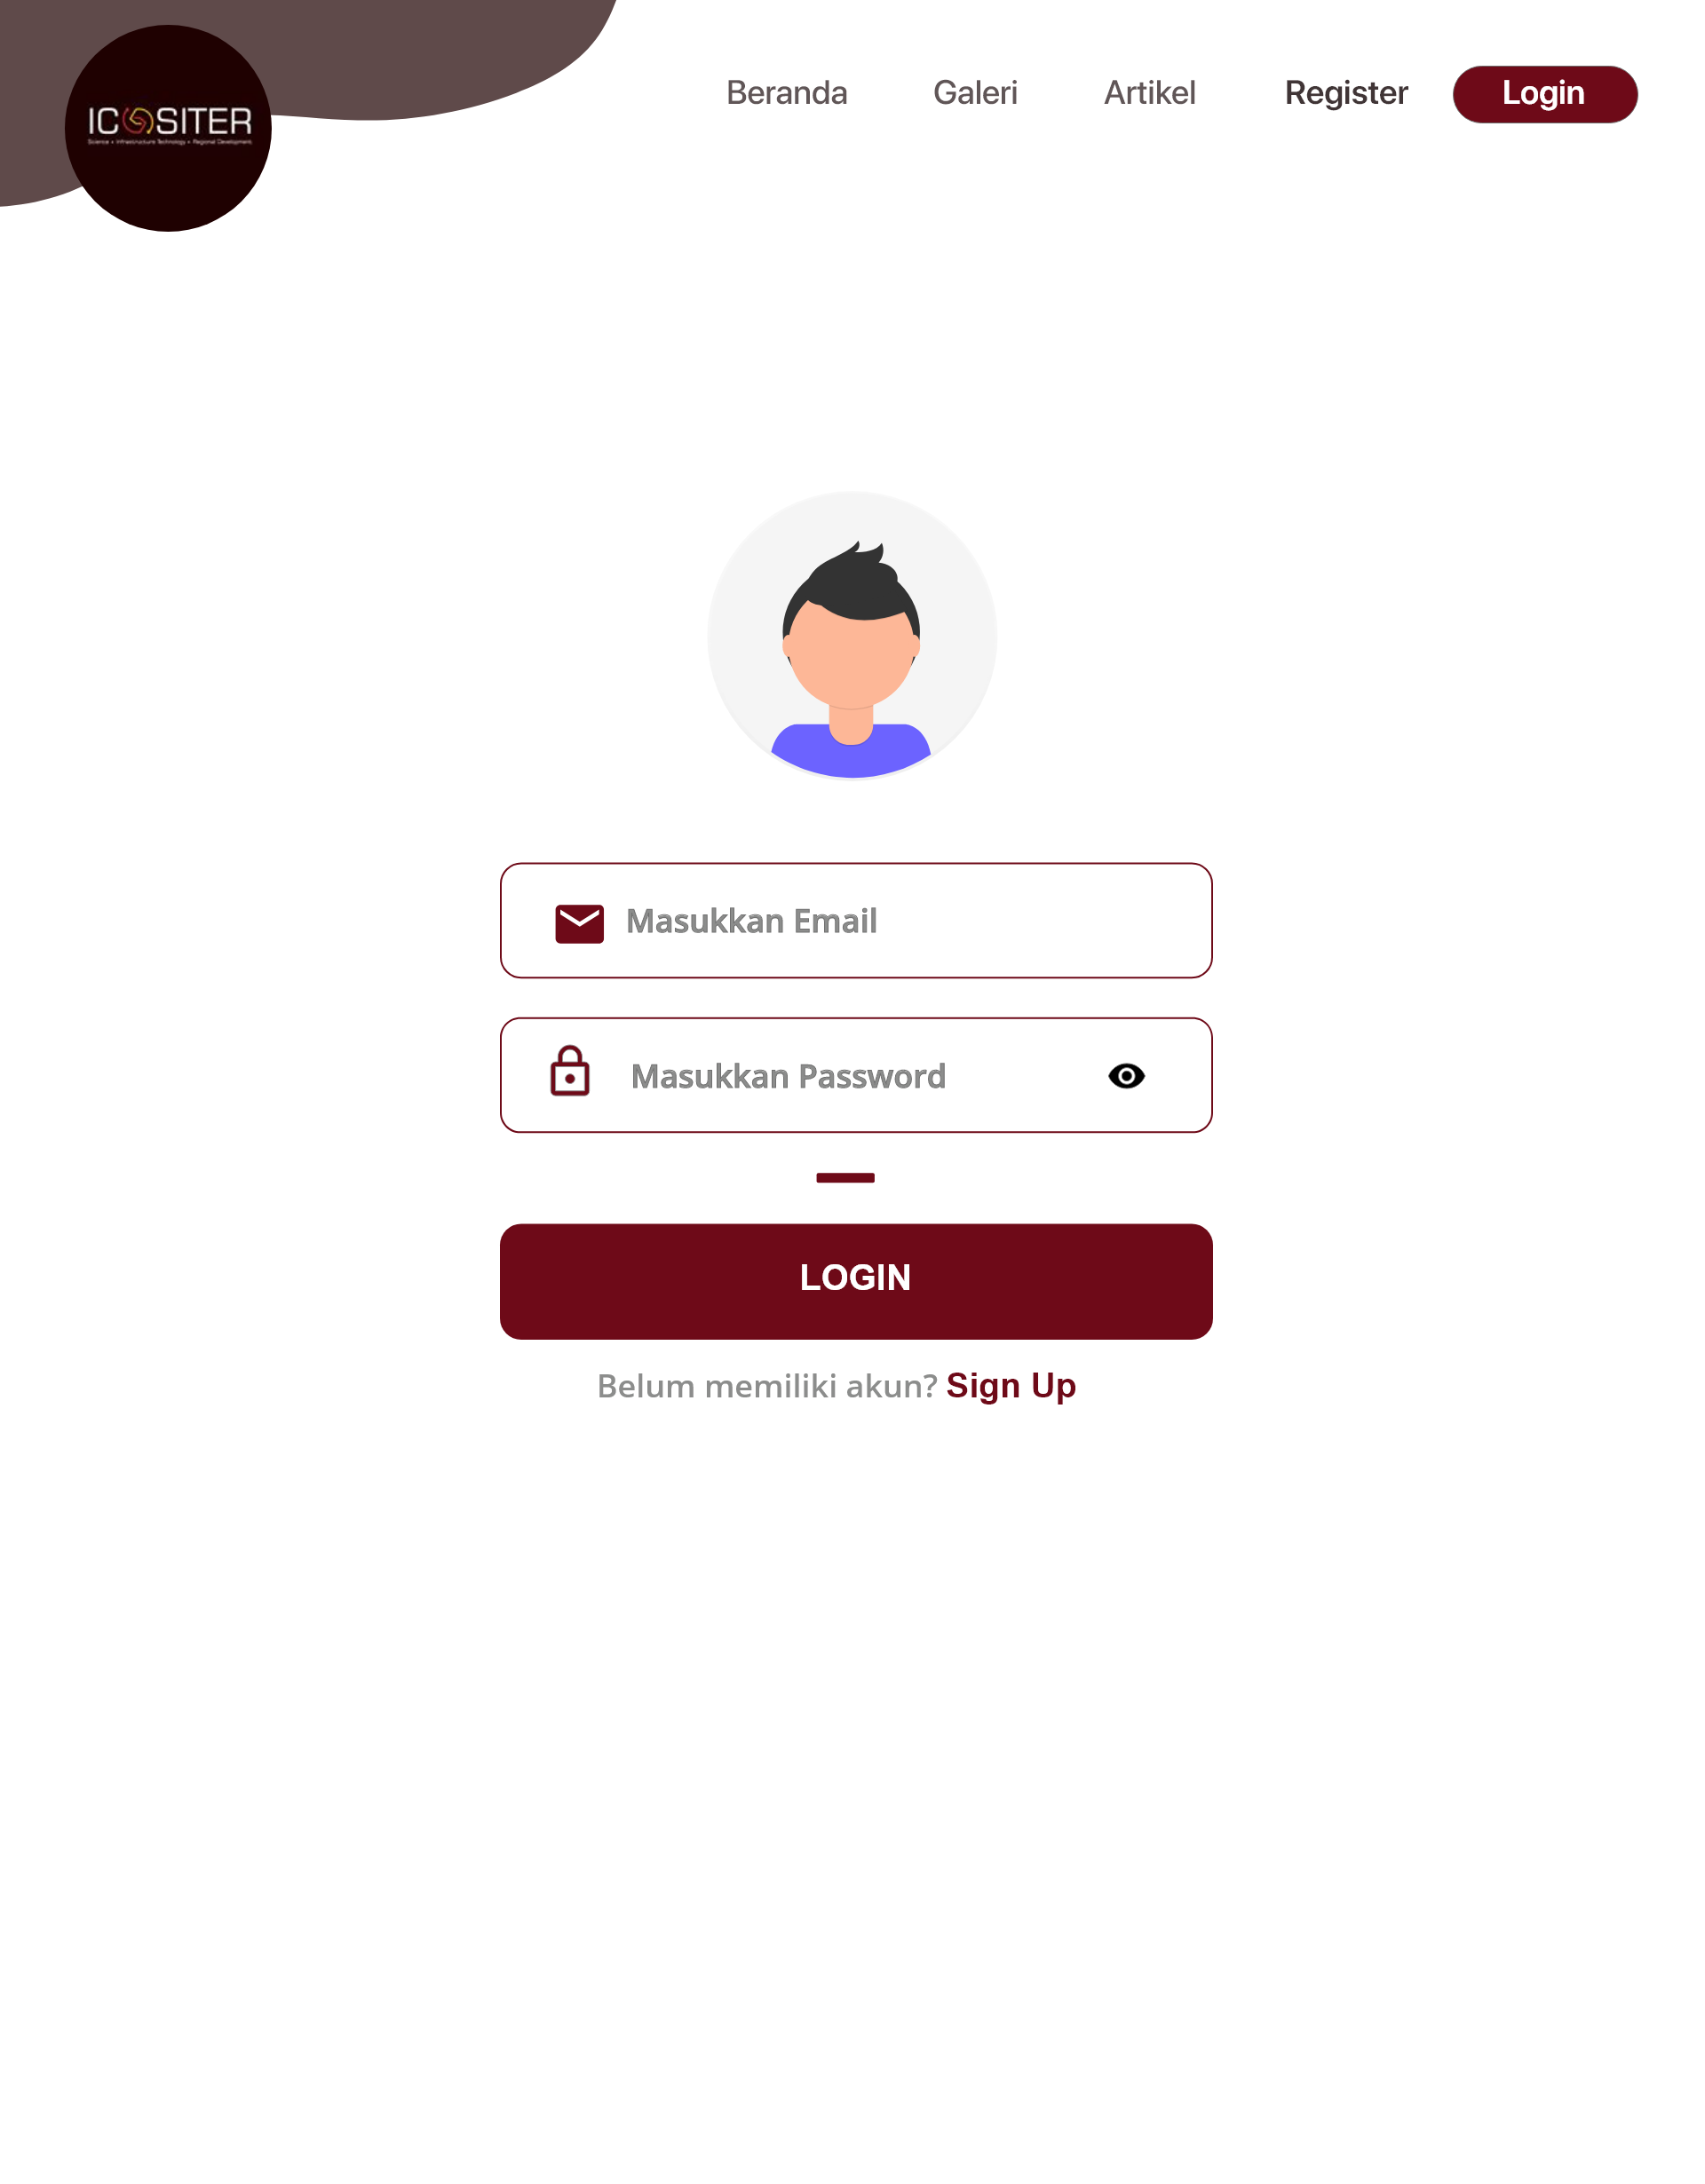 Beranda Galeri Artikel Register Login
ICOSITER
Science • Infrastructure Technology • Regional Development
Masukkan Email
Masukkan Password
LOGIN
Belum memiliki akun? Sign Up